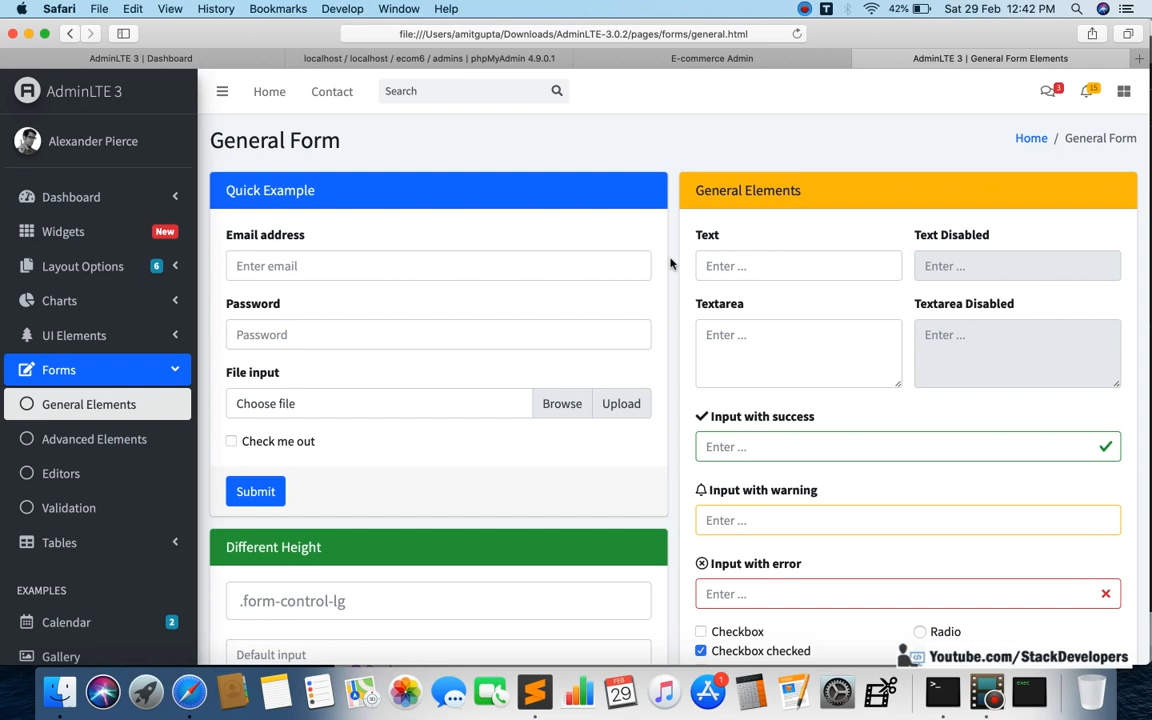 Safari File Edit View History Bookmarks Develop Window Help 42% Sat 29 Feb 12:42 PM
file:///Users/amitgupta/Downloads/AdminLTE-3.0.2/pages/forms/general.html
AdminLTE 3 | Dashboard
localhost / localhost / ecom6 / admins | phpMyAdmin 4.9.0.1
E-commerce Admin
AdminLTE 3 | General Form Elements
AdminLTE 3
Home Contact Search 3 15
Alexander Pierce
Dashboard
Widgets New
Layout Options 6
Charts
UI Elements
Forms
General Elements
Advanced Elements
Editors
Validation
Tables
EXAMPLES
Calendar 2
Gallery
General Form
Home / General Form
Quick Example
Email address
Enter email
Password
Password
File input
Choose file Browse Upload
Check me out
Submit
Different Height
.form-control-lg
Default input
General Elements
Text Text Disabled
Enter ... Enter ...
Textarea Textarea Disabled
Enter ... Enter ...
Input with success
Enter ...
Input with warning
Enter ...
Input with error
Enter ...
Checkbox Radio
Checkbox checked
Youtube.com/StackDevelopers